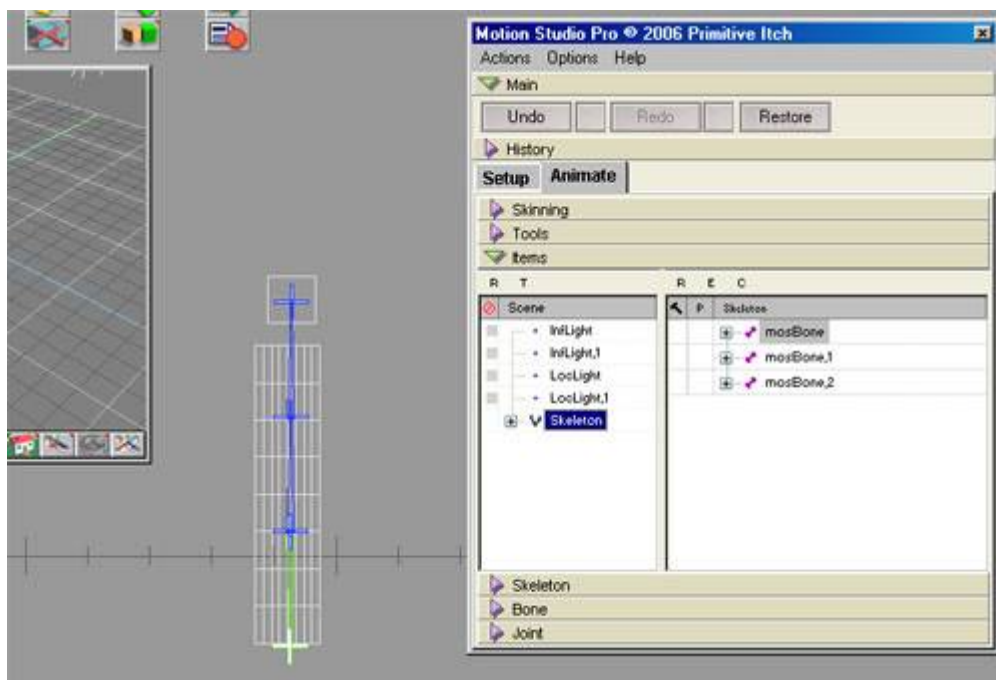 Motion Studio Pro © 2006 Primitive Itch
Actions Options Help
Main
Undo Redo Restore
History
Setup Animate
Skinning
Tools
Items
R T R E C
Scene P Skeleton
InfLight mosBone
InfLight,1 mosBone,1
LocLight mosBone,2
LocLight,1
Skeleton
Skeleton
Bone
Joint